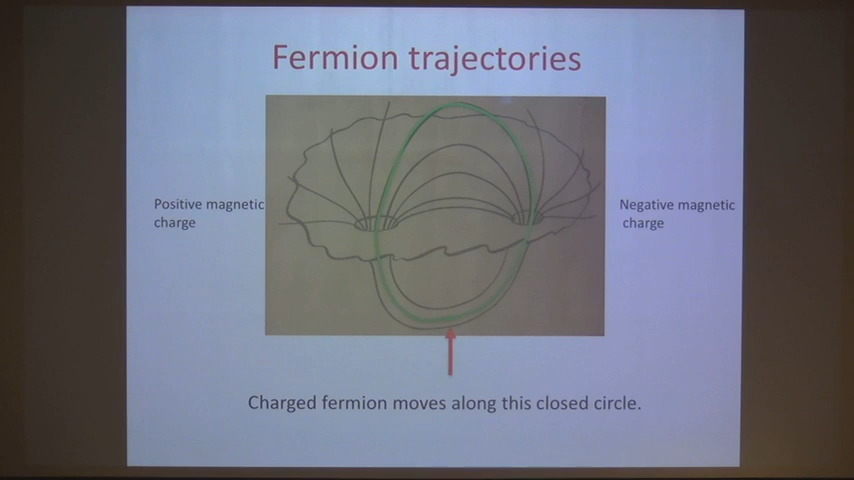 Fermion trajectories
Positive magnetic
charge
Negative magnetic
charge
Charged fermion moves along this closed circle.